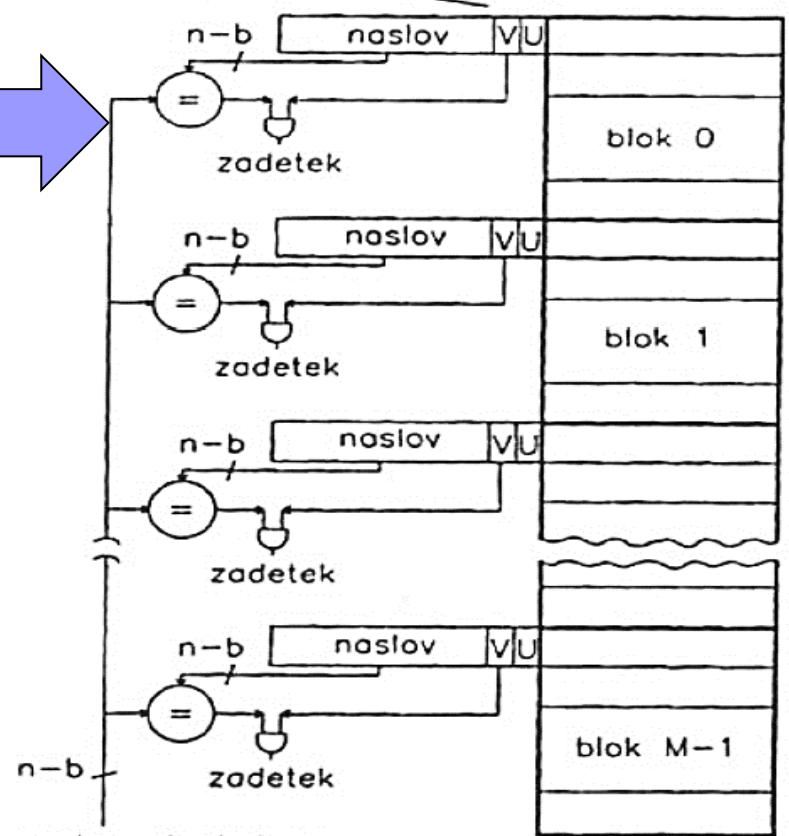 n-b naslov V U
= blok 0
zadetek
n-b naslov V U
= blok 1
zadetek
n-b naslov V U
=
zadetek
n-b naslov V U
= blok M-1
n-b zadetek